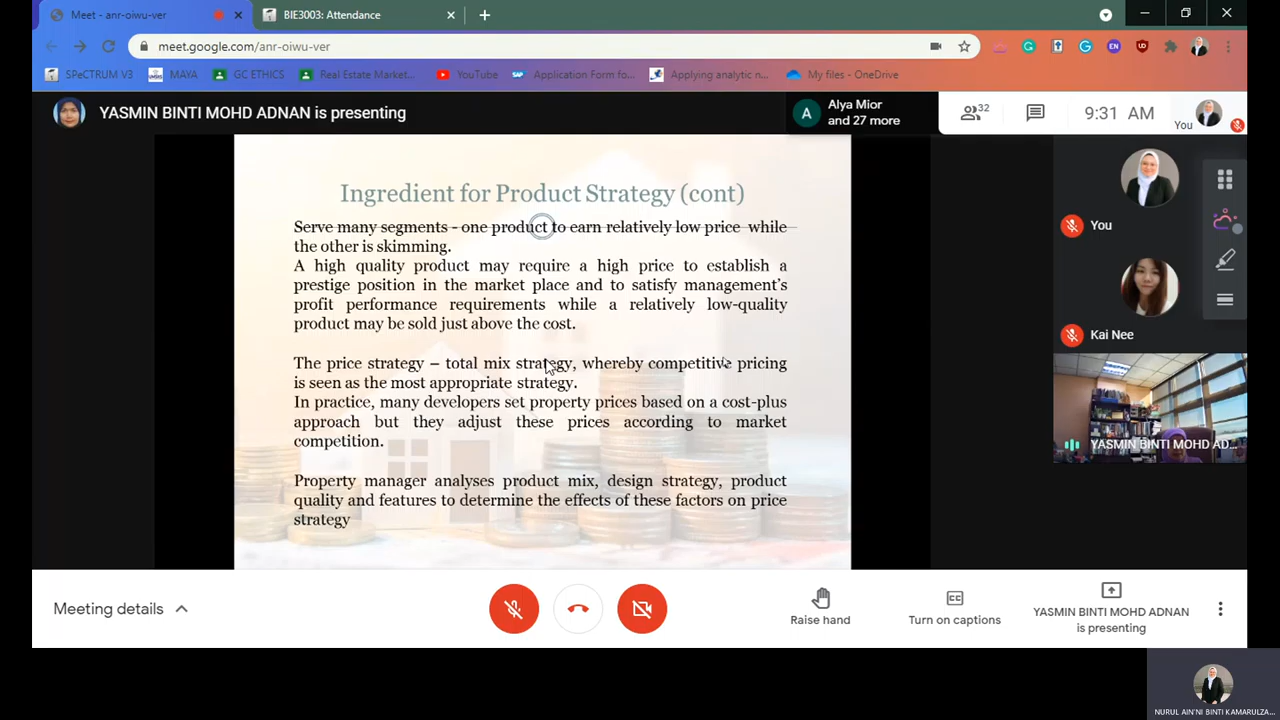 Meet - anr-oiwu-ver
BIE3003: Attendance
meet.google.com/anr-oiwu-ver
SPeCTRUM V3 MAYA GC ETHICS Real Estate Market... YouTube Application Form fo... Applying analytic n... My files - OneDrive
YASMIN BINTI MOHD ADNAN is presenting
A
Alya Mior
and 27 more
32
9:31 AM
You
Ingredient for Product Strategy (cont)
Serve many segments - one product to earn relatively low price while
the other is skimming.
A high quality product may require a high price to establish a
prestige position in the market place and to satisfy management's
profit performance requirements while a relatively low-quality
product may be sold just above the cost.
The price strategy – total mix strategy, whereby competitive pricing
is seen as the most appropriate strategy.
In practice, many developers set property prices based on a cost-plus
approach but they adjust these prices according to market
competition.
Property manager analyses product mix, design strategy, product
quality and features to determine the effects of these factors on price
strategy
You
Kai Nee
YASMIN BINTI MOHD AD...
Meeting details
Raise hand
Turn on captions
YASMIN BINTI MOHD ADNAN
is presenting
NURUL AIN'NI BINTI KAMARULZA...